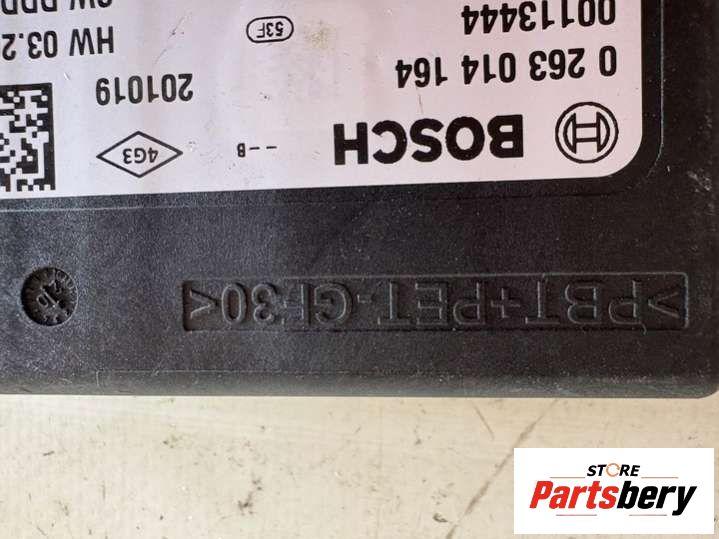 >PBT+PET-GF30<
BOSCH
--B
4G3
0 263 014 164
201019
00113444
53F
HW 03.2
STORE
Partsbery